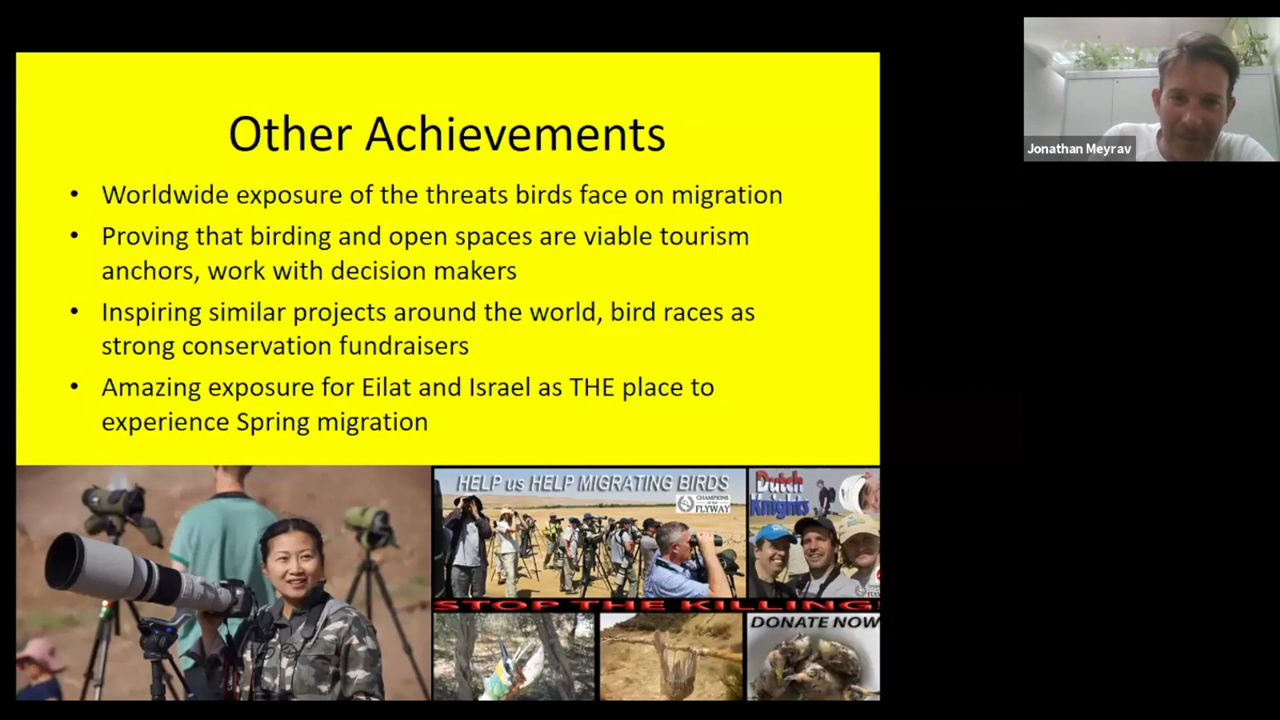 Other Achievements
• Worldwide exposure of the threats birds face on migration
• Proving that birding and open spaces are viable tourism
anchors, work with decision makers
• Inspiring similar projects around the world, bird races as
strong conservation fundraisers
• Amazing exposure for Eilat and Israel as THE place to
experience Spring migration
HELP us HELP MIGRATING BIRDS
CHAMPIONS
FLYWAY
Dutch
Knights
STOP THE KILLING!
DONATE NOW
Jonathan Meyrav